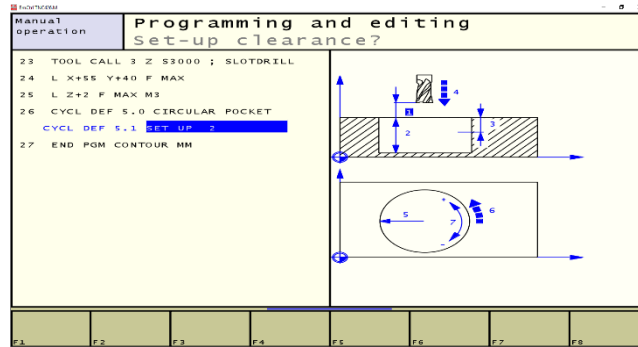 Manual
operation
Programming and editing
Set-up clearance?
23 TOOL CALL 3 Z S3000 ; SLOTDRILL
24 L X+55 Y+40 F MAX
25 L Z+2 F MAX M3
26 CYCL DEF 5.0 CIRCULAR POCKET
CYCL DEF 5.1 SET UP 2
27 END PGM CONTOUR MM
4
1
2
3
5
6
7
+
-
F1 F2 F3 F4 F5 F6 F7 F8